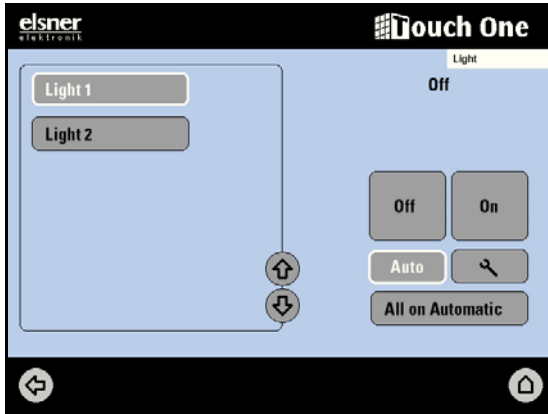 elsner
elektronik
Touch One
Light
Off
Light 1
Light 2
Off
On
Auto
All on Automatic